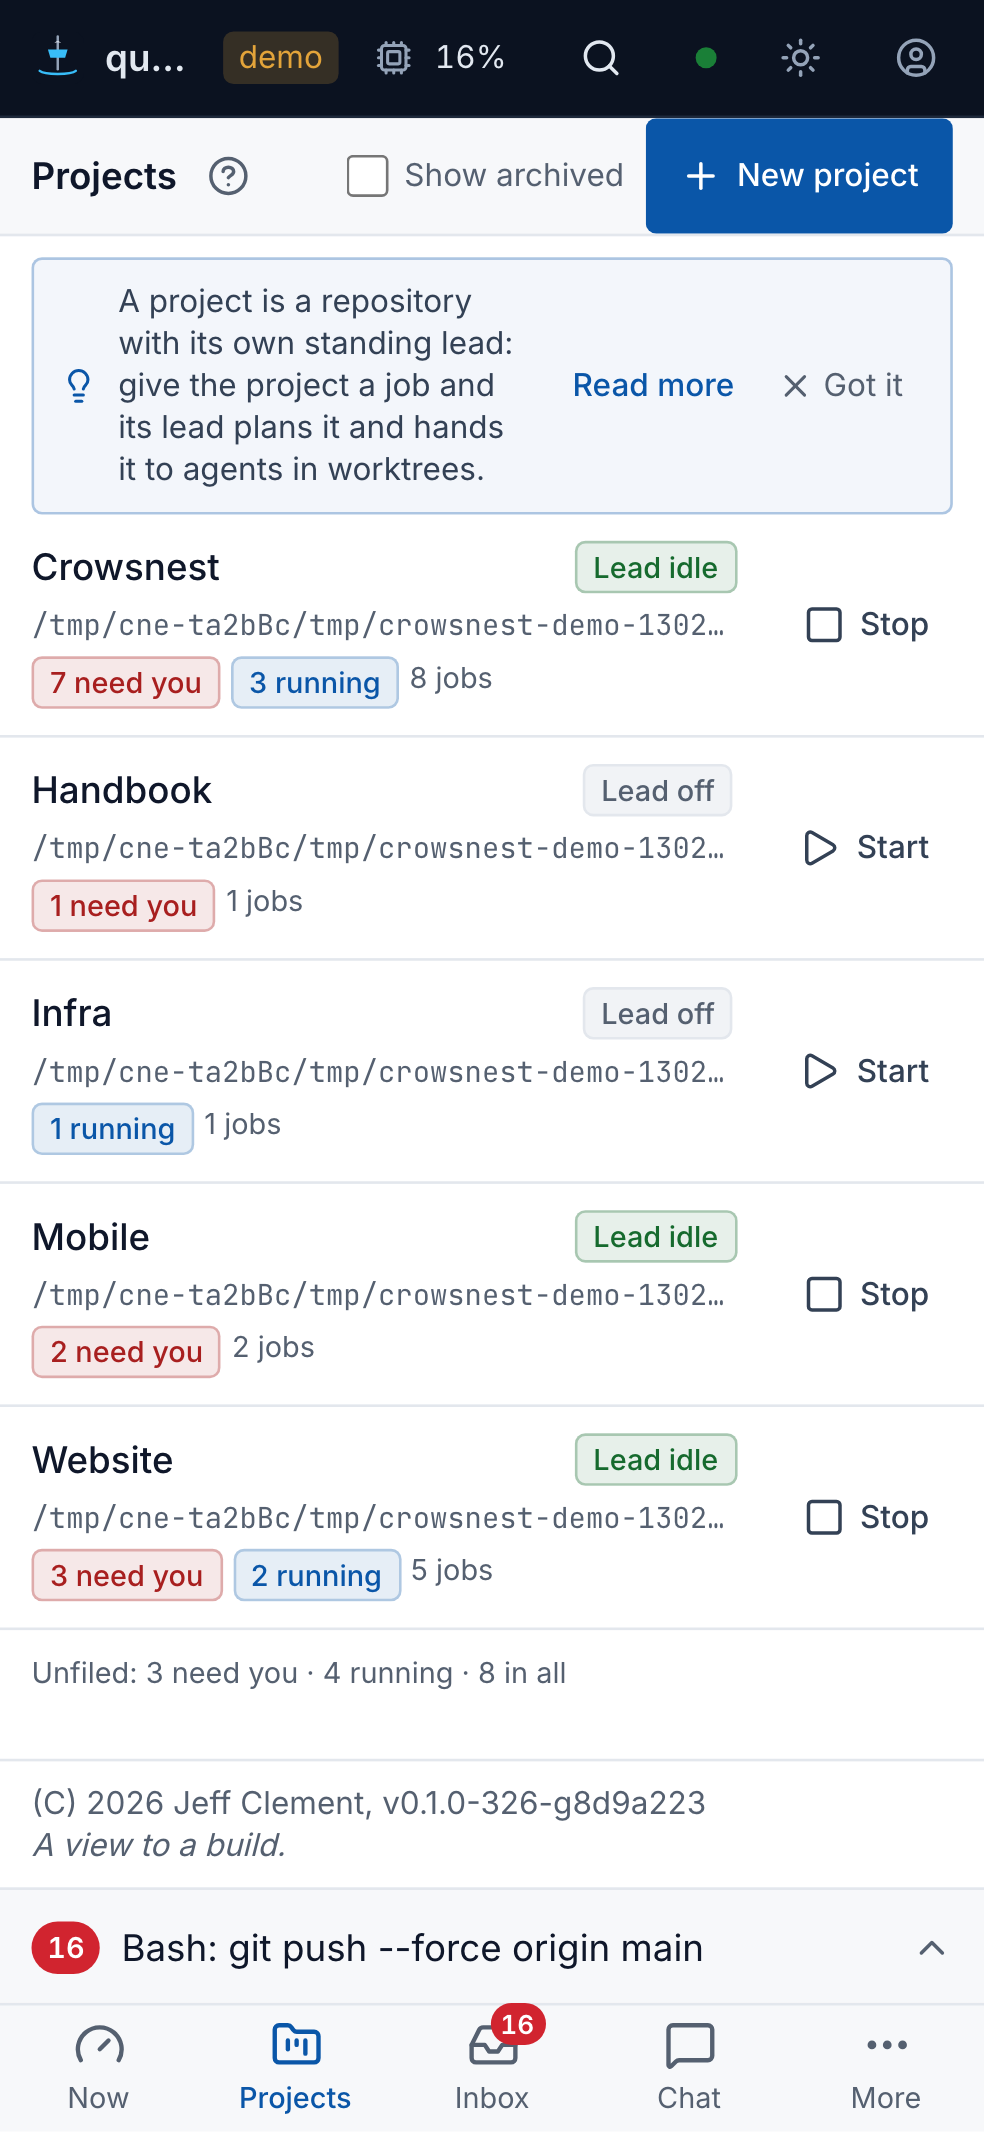 qu... demo 16%
Projects Show archived New project
A project is a repository
with its own standing lead:
give the project a job and
its lead plans it and hands
it to agents in worktrees.
Read more Got it
Crowsnest Lead idle
/tmp/cne-ta2bBc/tmp/crowsnest-demo-1302…
Stop
7 need you 3 running 8 jobs
Handbook Lead off
/tmp/cne-ta2bBc/tmp/crowsnest-demo-1302…
Start
1 need you 1 jobs
Infra Lead off
/tmp/cne-ta2bBc/tmp/crowsnest-demo-1302…
Start
1 running 1 jobs
Mobile Lead idle
/tmp/cne-ta2bBc/tmp/crowsnest-demo-1302…
Stop
2 need you 2 jobs
Website Lead idle
/tmp/cne-ta2bBc/tmp/crowsnest-demo-1302…
Stop
3 need you 2 running 5 jobs
Unfiled: 3 need you · 4 running · 8 in all
(C) 2026 Jeff Clement, v0.1.0-326-g8d9a223
A view to a build.
16 Bash: git push --force origin main
16
Now Projects Inbox Chat More